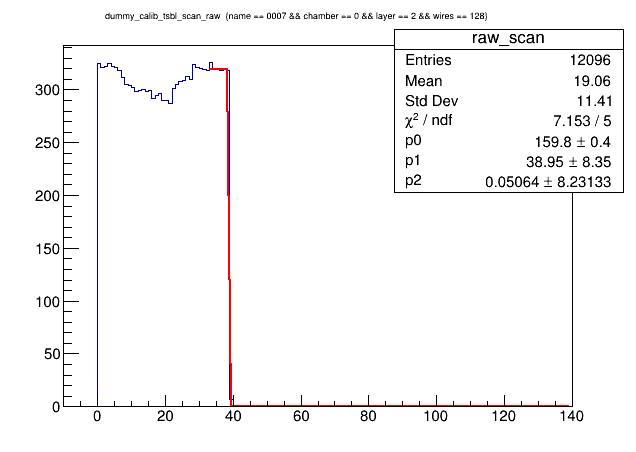 dummy_calib_tsbl_scan_raw (name == 0007 && chamber == 0 && layer == 2 && wires == 128)
raw_scan
Entries 12096
Mean 19.06
Std Dev 11.41
χ² / ndf 7.153 / 5
p0 159.8 ± 0.4
p1 38.95 ± 8.35
p2 0.05064 ± 8.23133
300
250
200
150
100
50
0
0 20 40 60 80 100 120 140